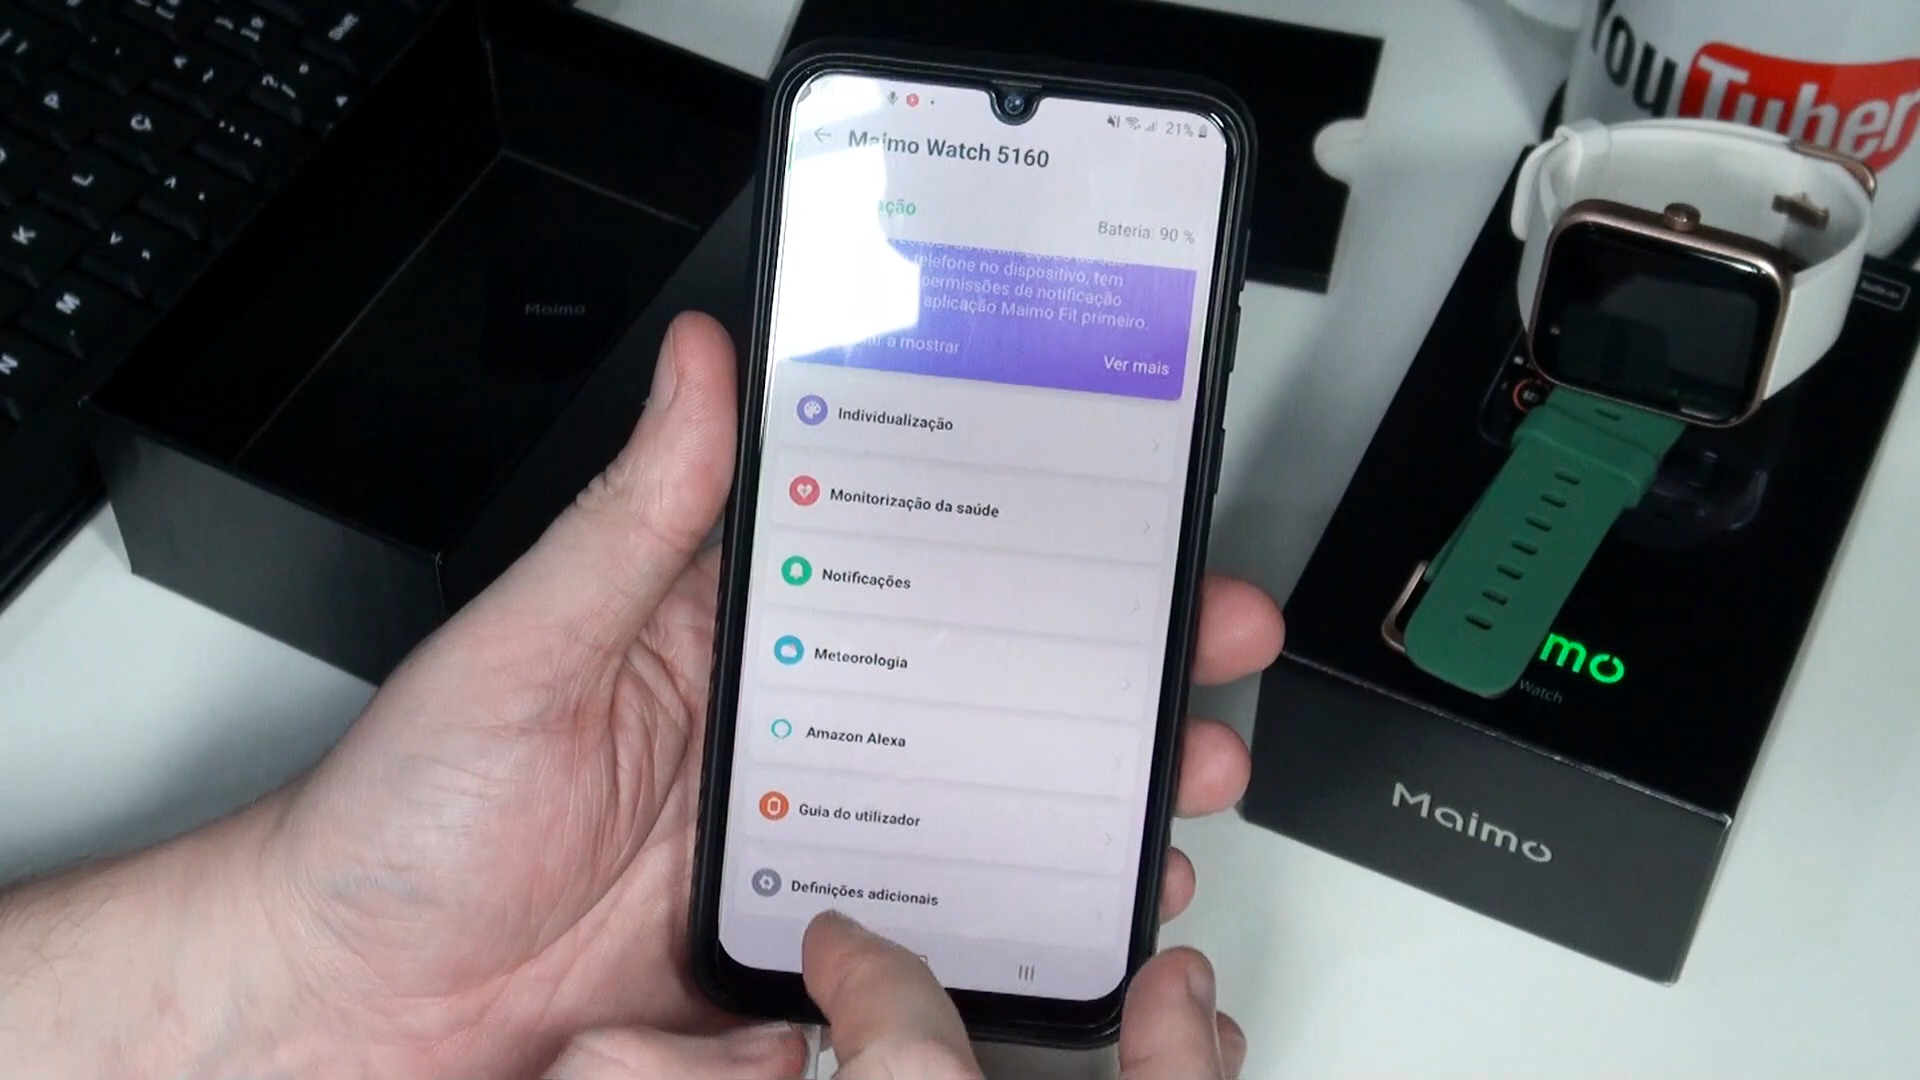 21%
Maimo Watch 5160
Bateria: 90 %
telefone no dispositivo, tem
permissões de notificação
aplicação Maimo Fit primeiro.
a mostrar
Ver mais
Individualização
Monitorização da saúde
Notificações
Meteorologia
Amazon Alexa
Guia do utilizador
Definições adicionais
Maimo
YouTuber
mo
Watch
Maimo